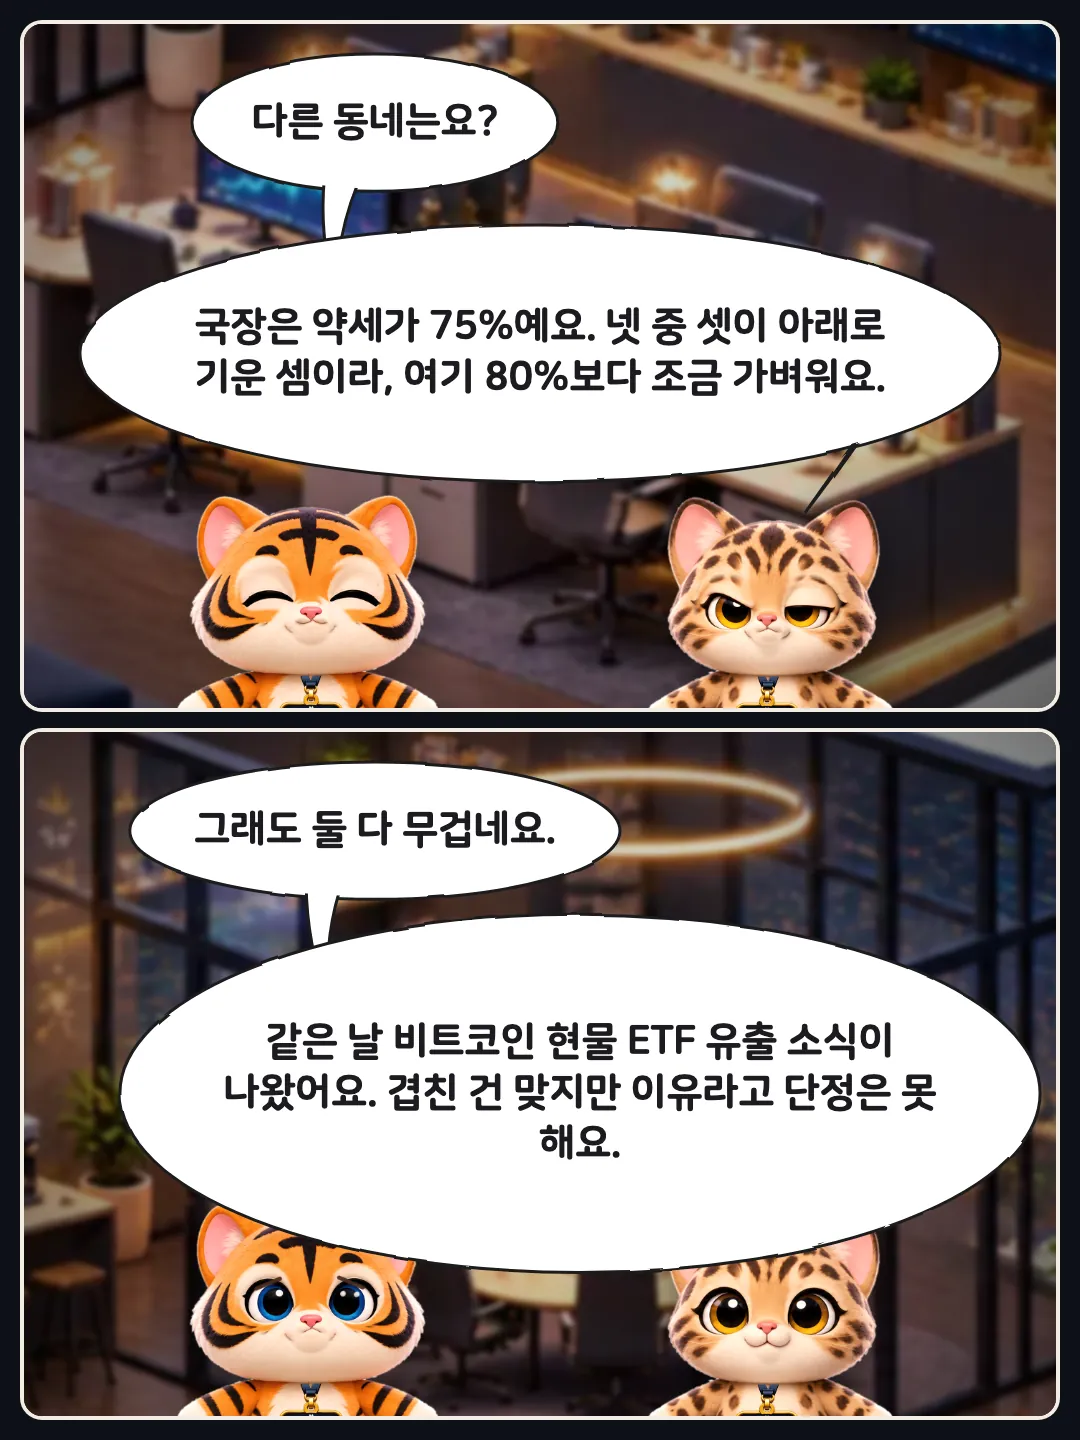 다른 동네는요?
국장은 약세가 75%예요. 넷 중 셋이 아래로
기운 셈이라, 여기 80%보다 조금 가벼워요.
그래도 둘 다 무겁네요.
같은 날 비트코인 현물 ETF 유출 소식이
나왔어요. 겹친 건 맞지만 이유라고 단정은 못
해요.